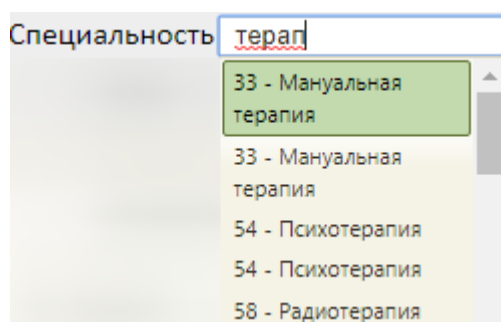 Специальность терап
33 - Мануальная
терапия
33 - Мануальная
терапия
54 - Психотерапия
54 - Психотерапия
58 - Радиотерапия